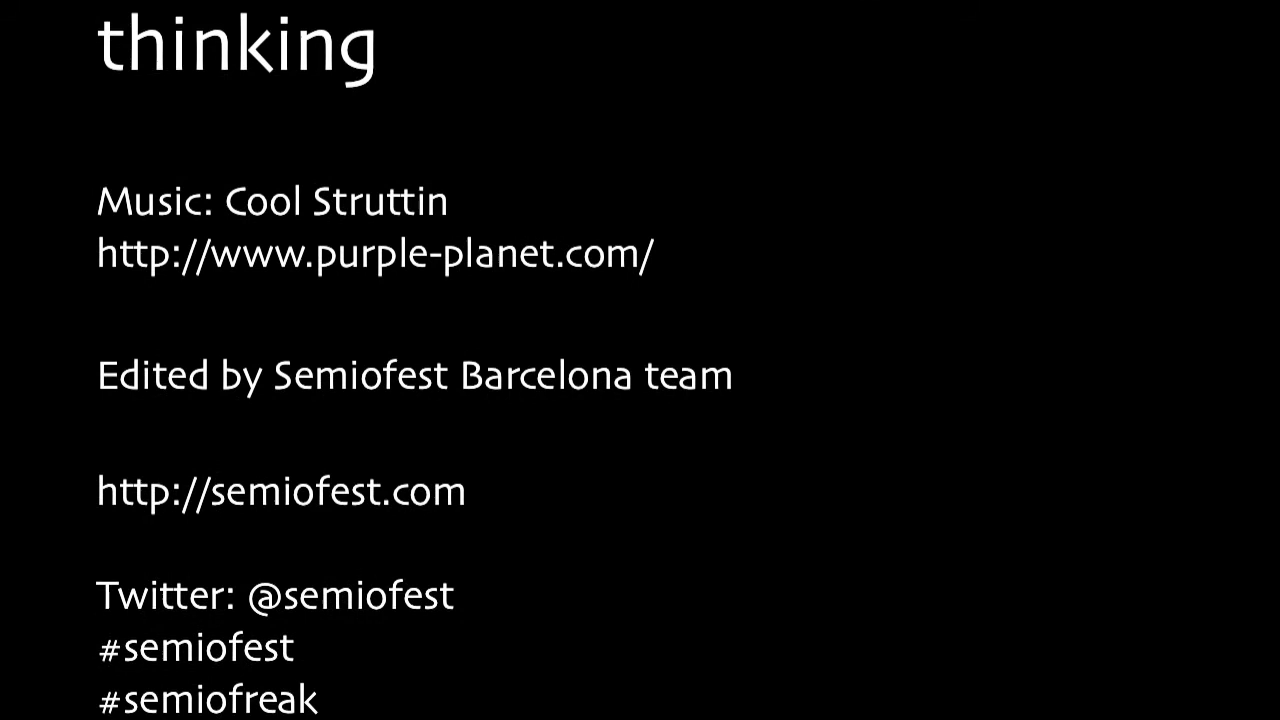 thinking
Music: Cool Struttin
http://www.purple-planet.com/
Edited by Semiofest Barcelona team
http://semiofest.com
Twitter: @semiofest
#semiofest
#semiofreak